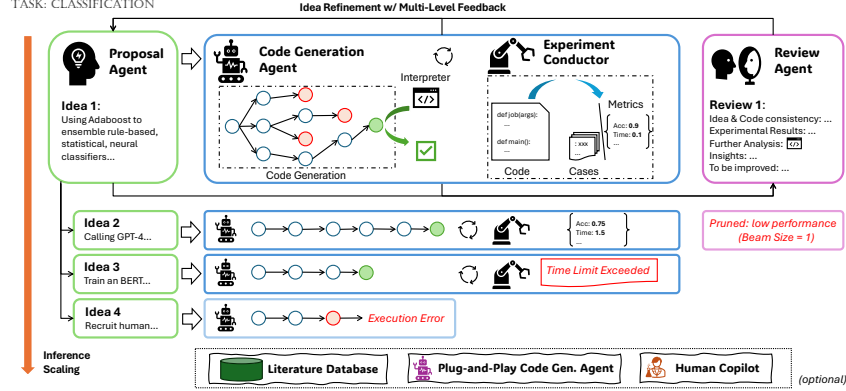 TASK: CLASSIFICATION
Idea Refinement w/ Multi-Level Feedback
Proposal
Agent
Idea 1:
Using Adaboost to
ensemble rule-based,
statistical, neural
classifiers...
Code Generation
Agent
Interpreter
</>
Code Generation
Experiment
Conductor
def job(args):
...
def main():
...
Code
: xxx
...
Cases
Metrics
Acc: 0.9
Time: 0.1
...
Review
Agent
Review 1:
Idea & Code consistency: ...
Experimental Results: ...
Further Analysis: </>
Insights: ...
To be improved: ...
Idea 2
Calling GPT-4...
Acc: 0.75
Time: 1.5
...
Pruned: low performance
(Beam Size = 1)
Idea 3
Train an BERT...
Time Limit Exceeded
Idea 4
Recruit human...
Execution Error
Inference
Scaling
Literature Database
Plug-and-Play Code Gen. Agent
Human Copilot
(optional)